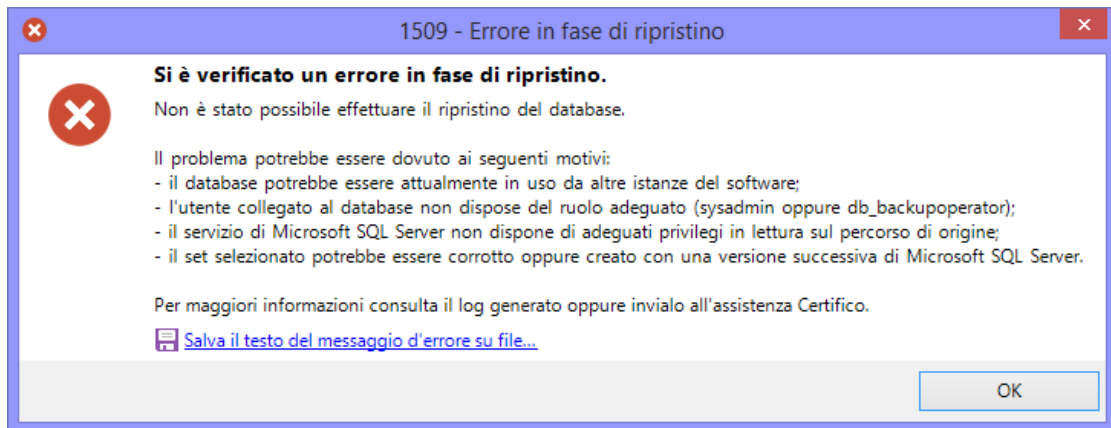 1509 - Errore in fase di ripristino
Si è verificato un errore in fase di ripristino.
Non è stato possibile effettuare il ripristino del database.
Il problema potrebbe essere dovuto ai seguenti motivi:
- il database potrebbe essere attualmente in uso da altre istanze del software;
- l'utente collegato al database non dispose del ruolo adeguato (sysadmin oppure db_backupoperator);
- il servizio di Microsoft SQL Server non dispone di adeguati privilegi in lettura sul percorso di origine;
- il set selezionato potrebbe essere corrotto oppure creato con una versione successiva di Microsoft SQL Server.
Per maggiori informazioni consulta il log generato oppure invialo all'assistenza Certifico.
Salva il testo del messaggio d'errore su file...
OK